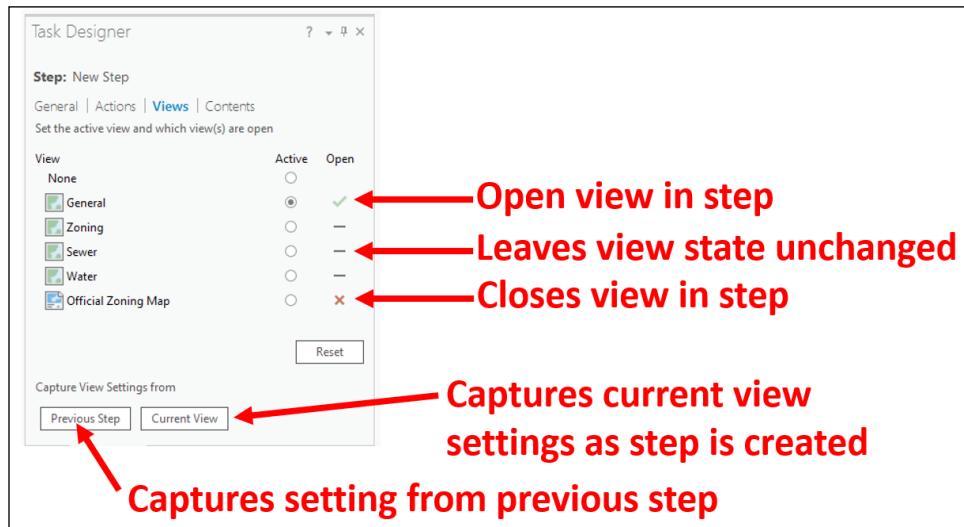 Task Designer
Step: New Step
General | Actions | Views | Contents
Set the active view and which view(s) are open
View Active Open
None
General
Open view in step
Zoning
Sewer
Leaves view state unchanged
Water
Official Zoning Map
Closes view in step
Reset
Capture View Settings from
Previous Step Current View
Captures current view
settings as step is created
Captures setting from previous step